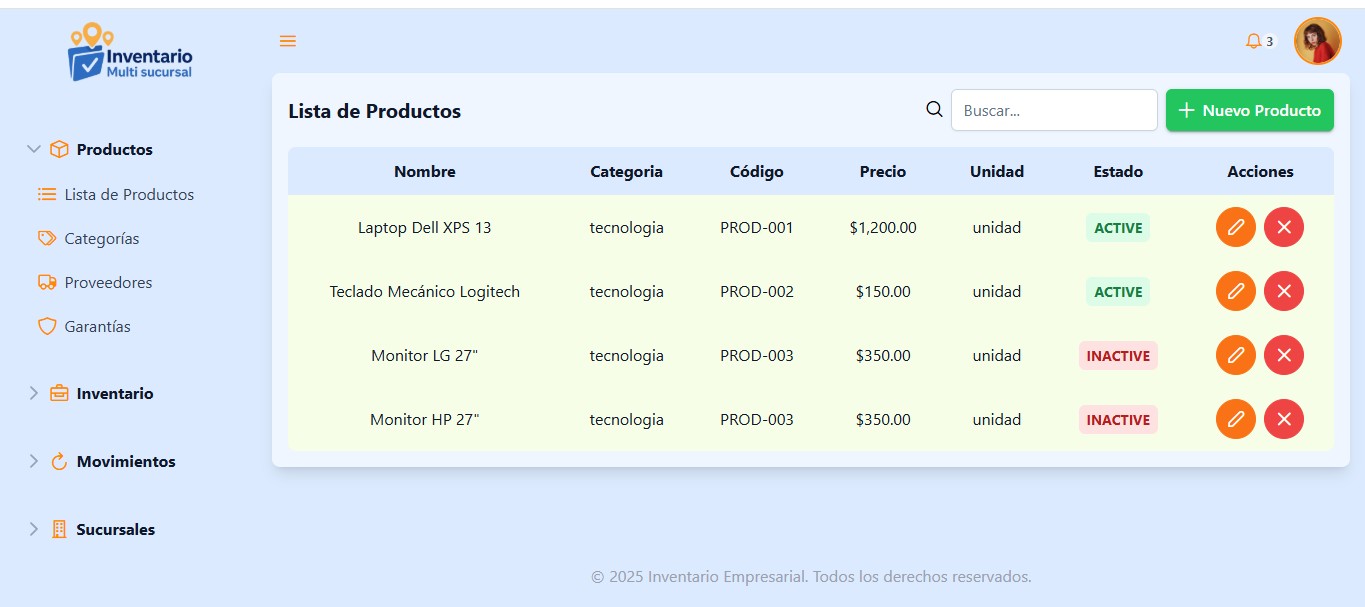 Inventario
Multi sucursal
3
Productos
Lista de Productos
Categorías
Proveedores
Garantías
Inventario
Movimientos
Sucursales
Lista de Productos
Buscar...
Nuevo Producto
Nombre Categoria Código Precio Unidad Estado Acciones
Laptop Dell XPS 13 tecnologia PROD-001 $1,200.00 unidad ACTIVE
Teclado Mecánico Logitech tecnologia PROD-002 $150.00 unidad ACTIVE
Monitor LG 27" tecnologia PROD-003 $350.00 unidad INACTIVE
Monitor HP 27" tecnologia PROD-003 $350.00 unidad INACTIVE
© 2025 Inventario Empresarial. Todos los derechos reservados.